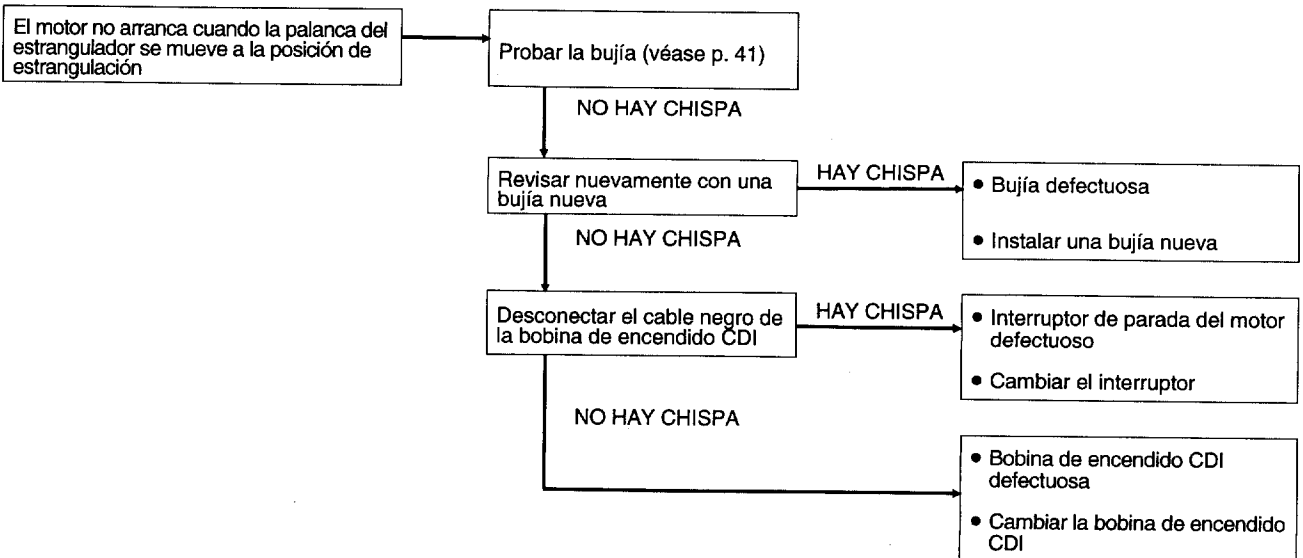 El motor no arranca cuando la palanca del
estrangulador se mueve a la posición de
estrangulación
Probar la bujía (véase p. 41)
NO HAY CHISPA
Revisar nuevamente con una
bujía nueva
HAY CHISPA
• Bujía defectuosa
• Instalar una bujía nueva
NO HAY CHISPA
Desconectar el cable negro de
la bobina de encendido CDI
HAY CHISPA
• Interruptor de parada del motor
defectuoso
• Cambiar el interruptor
NO HAY CHISPA
• Bobina de encendido CDI
defectuosa
• Cambiar la bobina de encendido
CDI